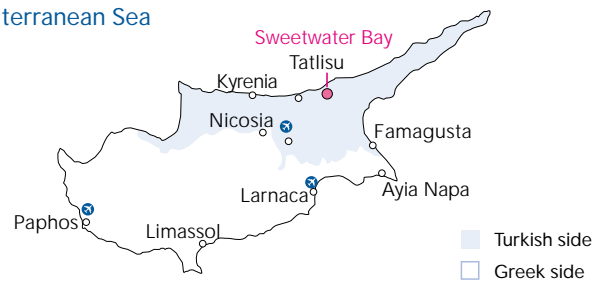 terranean Sea
Sweetwater Bay
Tatlisu
Kyrenia
Nicosia
Famagusta
Larnaca
Ayia Napa
Paphos
Limassol
Turkish side
Greek side